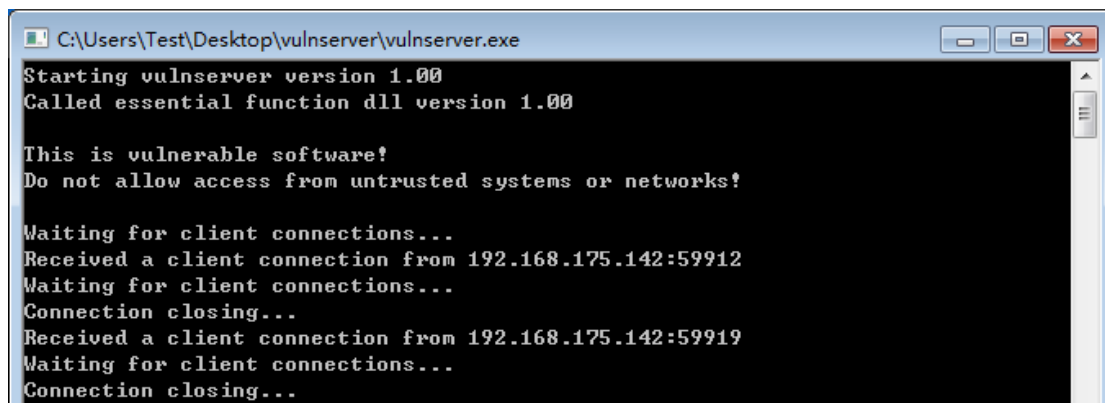 C:\Users\Test\Desktop\vulnserver\vulnserver.exe
Starting vulnserver version 1.00
Called essential function dll version 1.00
This is vulnerable software!
Do not allow access from untrusted systems or networks!
Waiting for client connections...
Received a client connection from 192.168.175.142:59912
Waiting for client connections...
Connection closing...
Received a client connection from 192.168.175.142:59919
Waiting for client connections...
Connection closing...